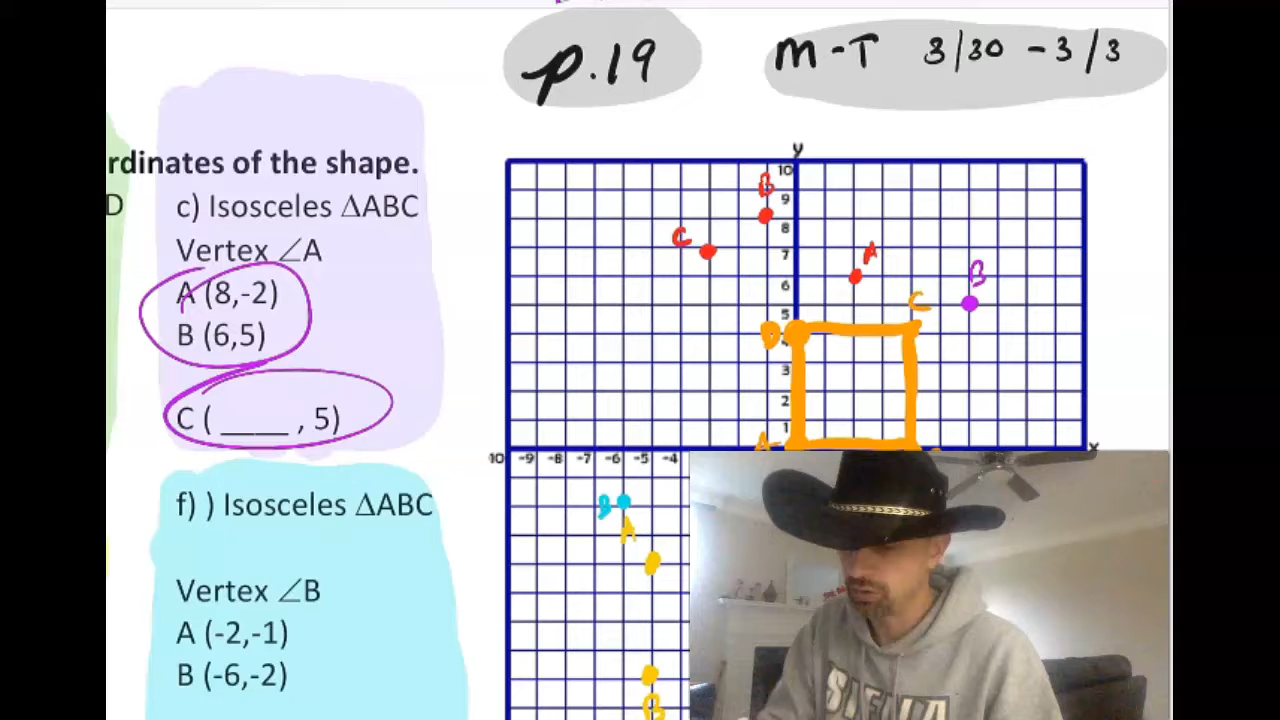 p.19
M-T 3/30 - 3/3
rdinates of the shape.
D
c) Isosceles ΔABC
Vertex ∠A
A (8,-2)
B (6,5)
C ( ____ , 5)
f) ) Isosceles ΔABC
Vertex ∠B
A (-2,-1)
B (-6,-2)
y
10
9
8
7
6
5
4
3
2
1
x
10 -9 -8 -7 -6 -5 -4
B
C
A
B
C
D
A
B
A
B